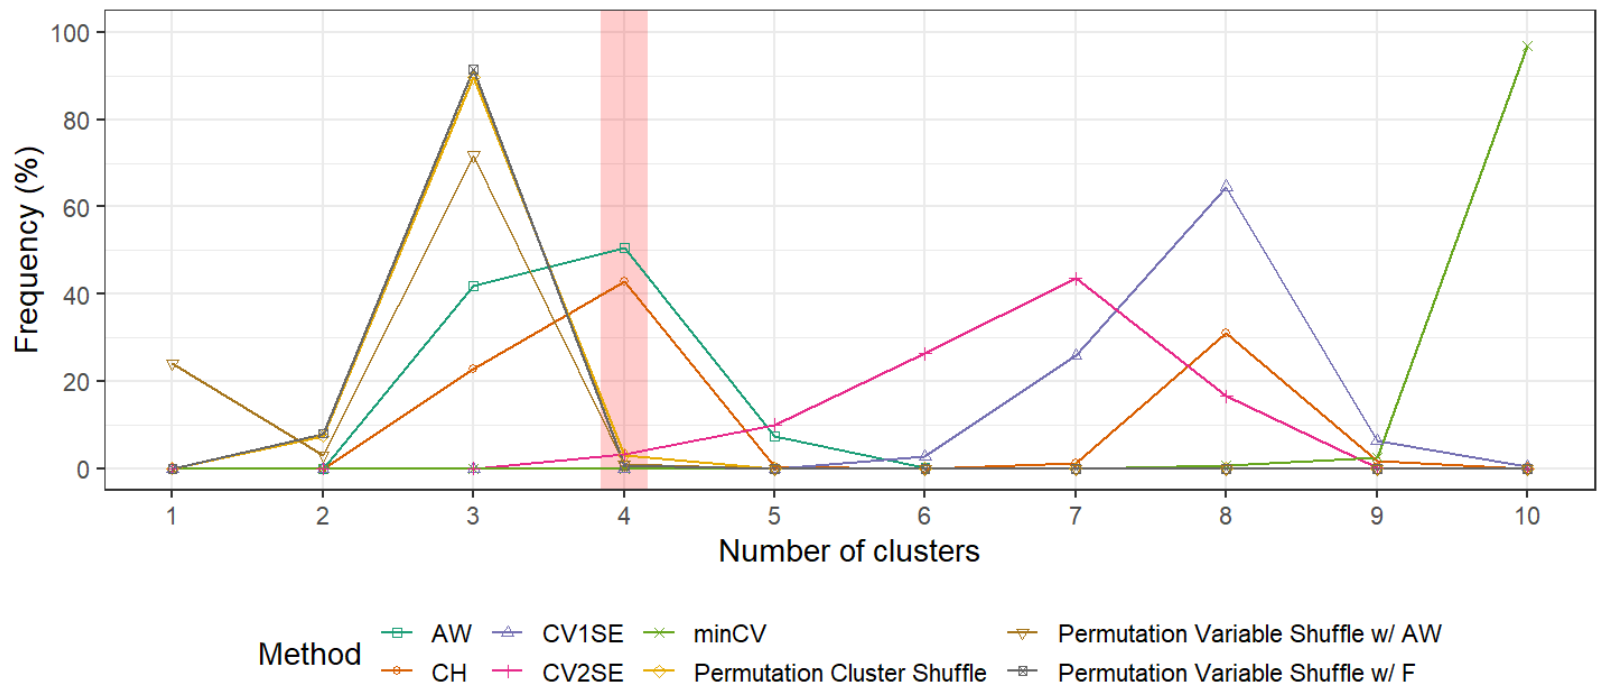 100
80
60
40
20
0
Frequency (%)
1 2 3 4 5 6 7 8 9 10
Number of clusters
Method
AW CV1SE minCV Permutation Variable Shuffle w/ AW
CH CV2SE Permutation Cluster Shuffle Permutation Variable Shuffle w/ F